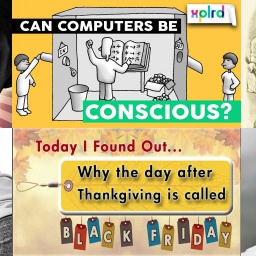 xplrd
CAN COMPUTERS BE
CONSCIOUS?
Today I Found Out...
Why the day after
Thankgiving is called
BLACK FRIDAY